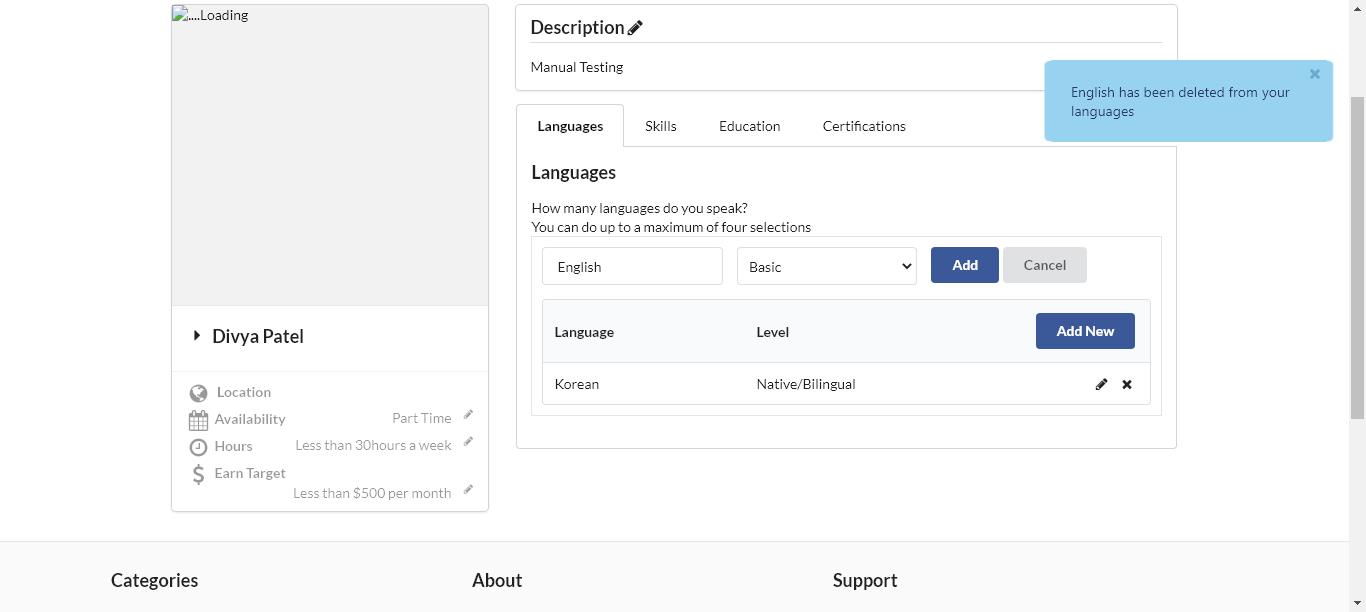 ....Loading
Divya Patel
Location
Availability Part Time
Hours Less than 30hours a week
Earn Target
Less than $500 per month
Description
Manual Testing
English has been deleted from your
languages
Languages Skills Education Certifications
Languages
How many languages do you speak?
You can do up to a maximum of four selections
English Basic Add Cancel
Language Level Add New
Korean Native/Bilingual
Categories About Support